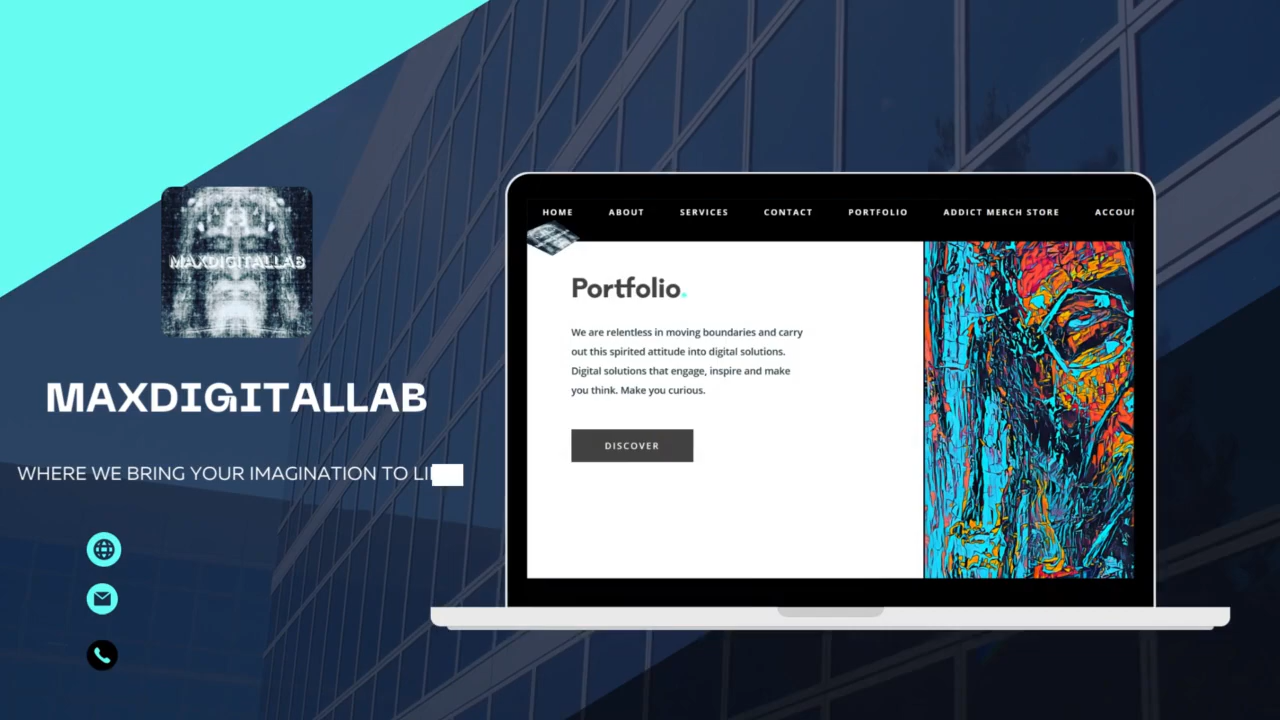 MAXDIGITALLAB
MAXDIGITALLAB
WHERE WE BRING YOUR IMAGINATION TO
HOME ABOUT SERVICES CONTACT PORTFOLIO ADDICT MERCH STORE ACCOU
Portfolio.
We are relentless in moving boundaries and carry
out this spirited attitude into digital solutions.
Digital solutions that engage, inspire and make
you think. Make you curious.
DISCOVER